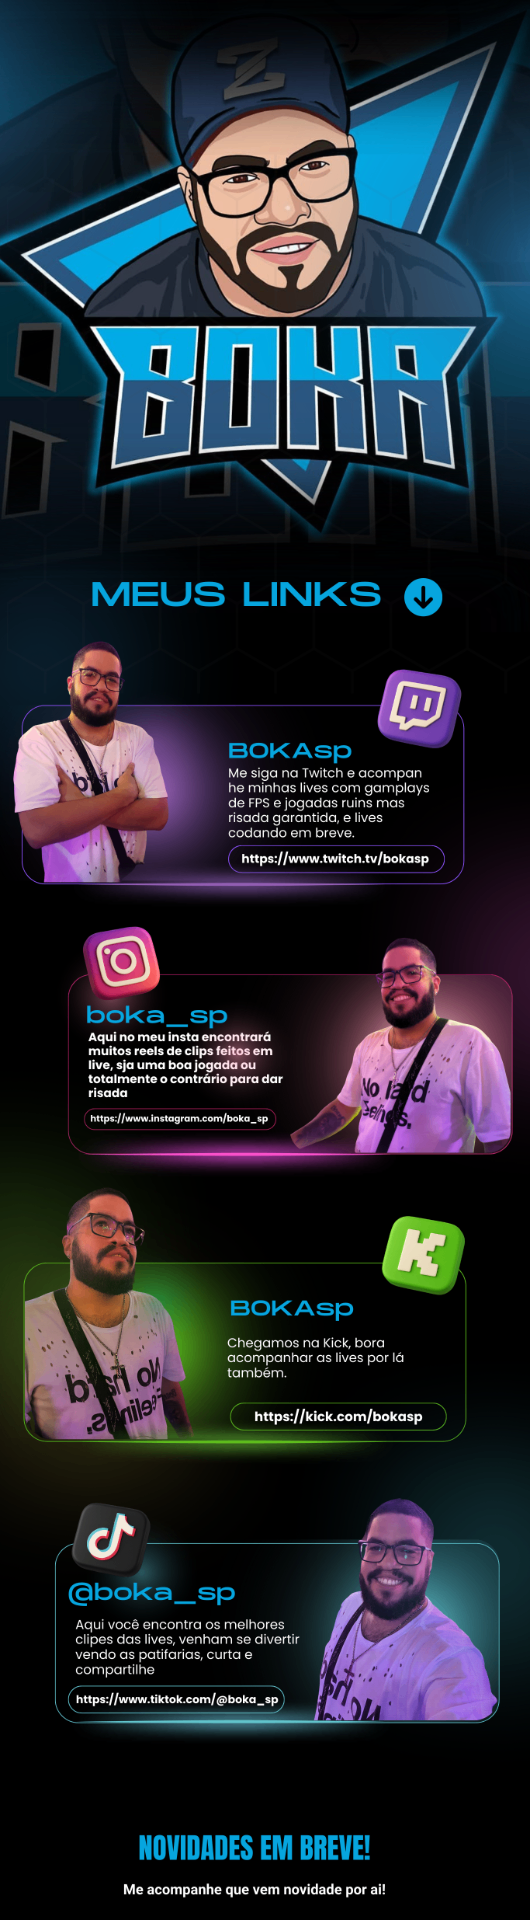 Z
BOKA
MEUS LINKS
BOKAsp
Me siga na Twitch e acompan
he minhas lives com gamplays
de FPS e jogadas ruins mas
risada garantida, e lives
codando em breve.
https://www.twitch.tv/bokasp
boka_sp
Aqui no meu insta encontrará
muitos reels de clips feitos em
live, sja uma boa jogada ou
totalmente o contrário para dar
risada
https://www.instagram.com/boka_sp
K
BOKAsp
Chegamos na Kick, bora
acompanhar as lives por lá
também.
No hard
https://kick.com/bokasp
@boka_sp
Aqui você encontra os melhores
clipes das lives, venham se divertir
vendo as patifarias, curta e
compartilhe
https://www.tiktok.com/@boka_sp
NOVIDADES EM BREVE!
Me acompanhe que vem novidade por ai!